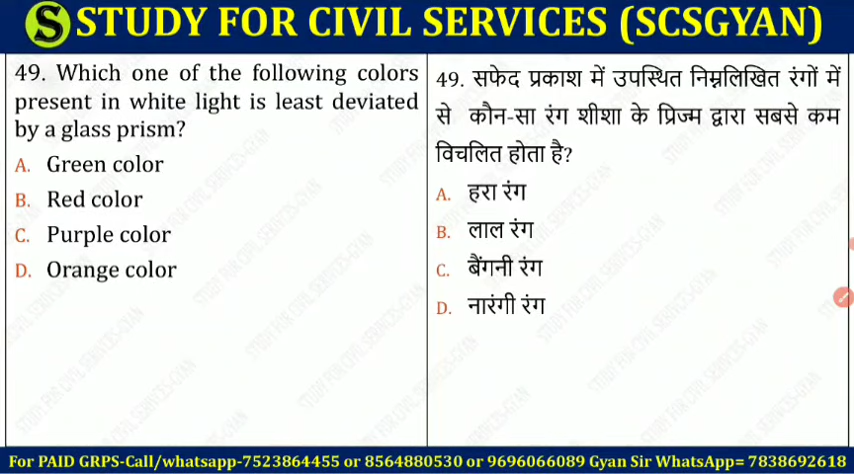 S STUDY FOR CIVIL SERVICES (SCSGYAN)
49. Which one of the following colors
present in white light is least deviated
by a glass prism?
A. Green color
B. Red color
C. Purple color
D. Orange color
49. सफेद प्रकाश में उपस्थित निम्नलिखित रंगों में
से कौन-सा रंग शीशा के प्रिज्म द्वारा सबसे कम
विचलित होता है?
A. हरा रंग
B. लाल रंग
C. बैंगनी रंग
D. नारंगी रंग
For PAID GRPS-Call/whatsapp-7523864455 or 8564880530 or 9696066089 Gyan Sir WhatsApp= 7838692618